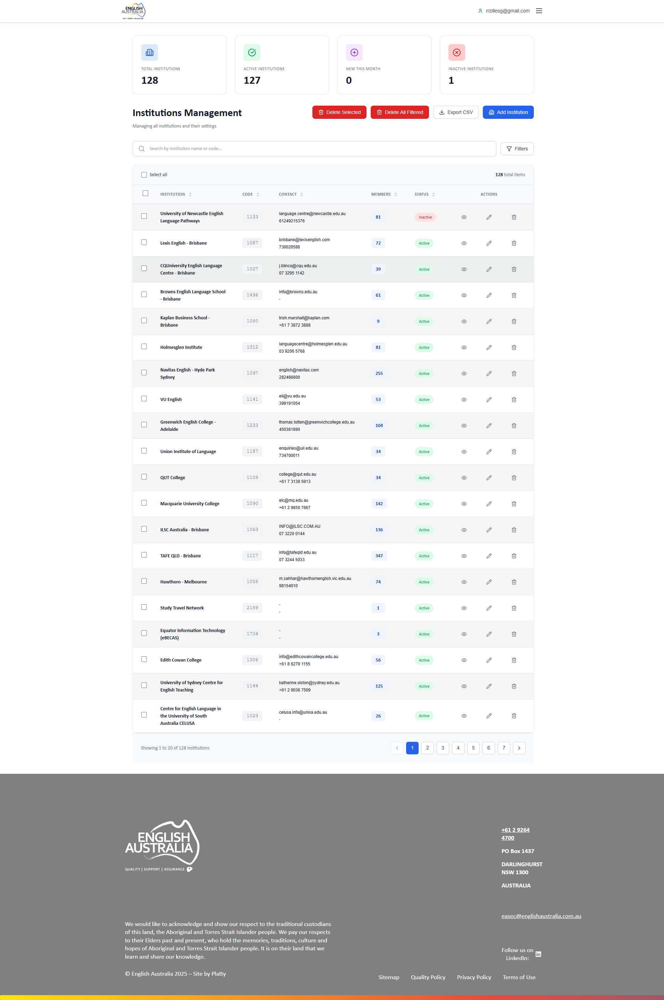 ENGLISH
AUSTRALIA
QUALITY | SUPPORT | ASSURANCE
rrzillesg@gmail.com
TOTAL INSTITUTIONS
128
ACTIVE INSTITUTIONS
127
NEW THIS MONTH
0
INACTIVE INSTITUTIONS
1
Institutions Management
Delete Selected
Delete All Filtered
Export CSV
Add Institution
Managing all institutions and their settings
Search by institution name or code...
Filters
Select all
128 total items
INSTITUTION CODE CONTACT MEMBERS STATUS ACTIONS
University of Newcastle English
Language Pathways
1133
language.centre@newcastle.edu.au
61249215376
81
Inactive
Lexis English - Brisbane
1087
brisbane@lexisenglish.com
730028588
72
Active
CQUniversity English Language
Centre - Brisbane
1027
j.blinco@cqu.edu.au
07 3295 1142
39
Active
Browns English Language School
- Brisbane
1496
info@browns.edu.au
-
61
Active
Kaplan Business School -
Brisbane
1080
trish.marshall@kaplan.com
+61 7 3872 3888
9
Active
Holmesglen Institute
1312
languagecentre@holmesglen.edu.au
03 9206 5768
81
Active
Navitas English - Hyde Park
Sydney
1097
english@navitas.com
282466800
255
Active
VU English
1141
eli@vu.edu.au
399191054
53
Active
Greenwich English College -
Adelaide
1233
thomas.totten@greenwichcollege.edu.au
450381690
104
Active
Union Institute of Language
1187
enquiries@uil.edu.au
734700011
34
Active
QUT College
1109
college@qut.edu.au
+61 7 3138 5913
34
Active
Macquarie University College
1090
elc@mq.edu.au
+61 2 9850 7667
142
Active
ILSC Australia - Brisbane
1063
INFO@ILSC.COM.AU
07 3220 0144
136
Active
TAFE QLD - Brisbane
1117
info@tafeqld.edu.au
07 3244 5033
347
Active
Hawthorn - Melbourne
1058
m.sahhar@hawthornenglish.vic.edu.au
98154010
74
Active
Study Travel Network
2189
-
-
1
Active
Equator Information Technology
(eBECAS)
1704
-
-
3
Active
Edith Cowan College
1306
info@edithcowancollege.edu.au
+61 8 6279 1155
56
Active
University of Sydney Centre for
English Teaching
1144
katherine.olston@sydney.edu.au
+61 2 9036 7509
125
Active
Centre for English Language in
the University of South
Australia CELUSA
1023
celusa.info@unisa.edu.au
-
26
Active
Showing 1 to 20 of 128 institutions
1 2 3 4 5 6 7
ENGLISH
AUSTRALIA
QUALITY | SUPPORT | ASSURANCE
+61 2 9264
4700
PO Box 1437
DARLINGHURST
NSW 1300
AUSTRALIA
easec@englishaustralia.com.au
We would like to acknowledge and show our respect to the traditional custodians
of this land, the Aboriginal and Torres Strait Islander people. We pay our respects
to their Elders past and present, who hold the memories, traditions, culture and
hopes of Aboriginal and Torres Strait Islander people. It is on their land that we
learn and share our knowledge.
Follow us on
LinkedIn:
© English Australia 2025 – Site by Platty
Sitemap Quality Policy Privacy Policy Terms of Use